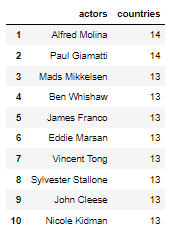 actors countries
1 Alfred Molina 14
2 Paul Giamatti 14
3 Mads Mikkelsen 13
4 Ben Whishaw 13
5 James Franco 13
6 Eddie Marsan 13
7 Vincent Tong 13
8 Sylvester Stallone 13
9 John Cleese 13
10 Nicole Kidman 13